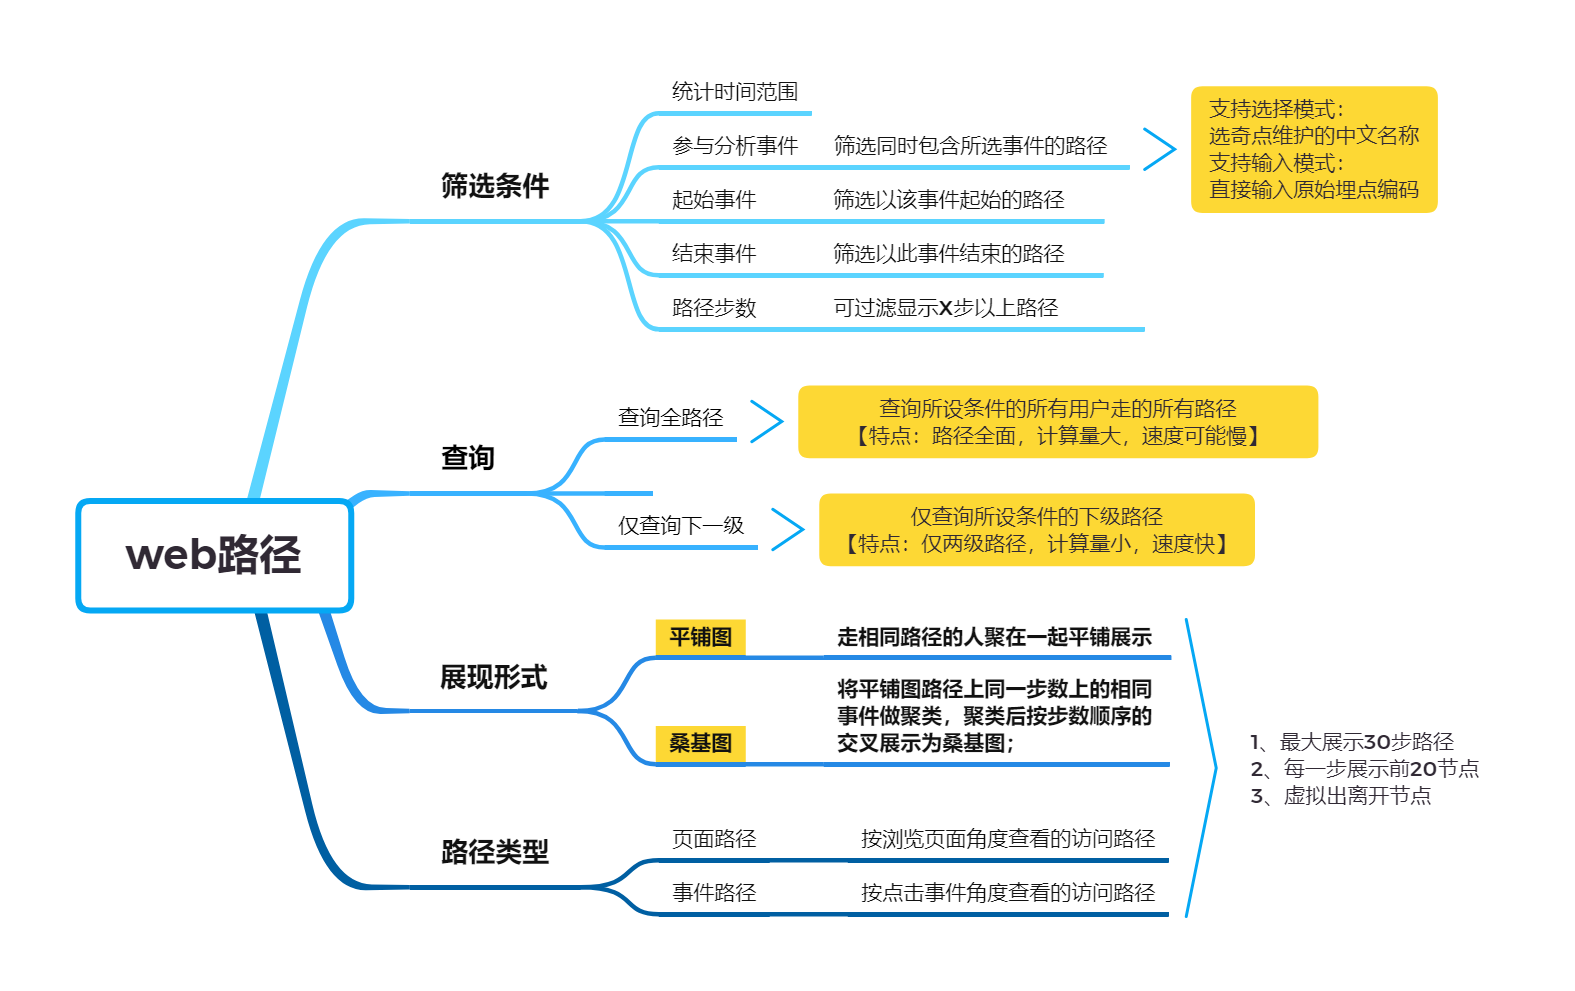 统计时间范围
参与分析事件
筛选同时包含所选事件的路径
支持选择模式：
选奇点维护的中文名称
支持输入模式：
直接输入原始埋点编码
筛选条件
起始事件
筛选以该事件起始的路径
结束事件
筛选以此事件结束的路径
路径步数
可过滤显示X步以上路径
查询
查询全路径
查询所设条件的所有用户走的所有路径
【特点：路径全面，计算量大，速度可能慢】
仅查询下一级
仅查询所设条件的下级路径
【特点：仅两级路径，计算量小，速度快】
web路径
展现形式
平铺图
走相同路径的人聚在一起平铺展示
桑基图
将平铺图路径上同一步数上的相同
事件做聚类，聚类后按步数顺序的
交叉展示为桑基图；
路径类型
页面路径
按浏览页面角度查看的访问路径
事件路径
按点击事件角度查看的访问路径
1、最大展示30步路径
2、每一步展示前20节点
3、虚拟出离开节点